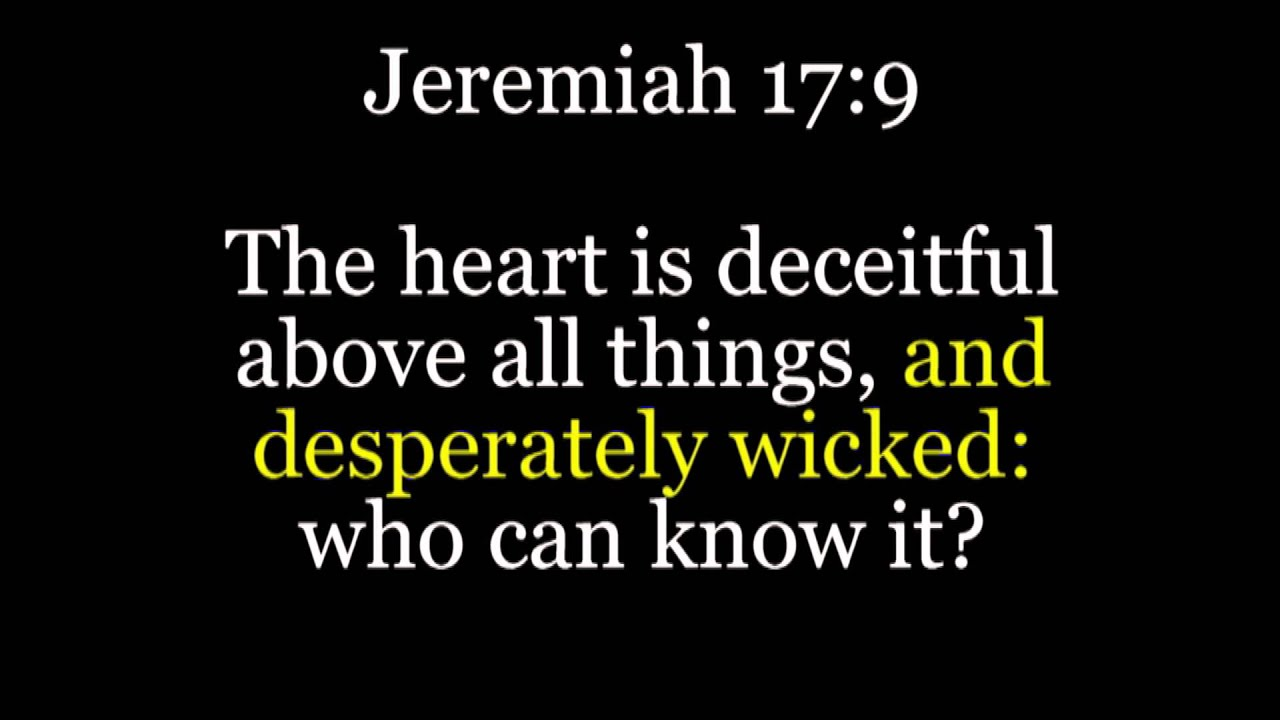 Jeremiah 17:9
The heart is deceitful
above all things, and
desperately wicked:
who can know it?